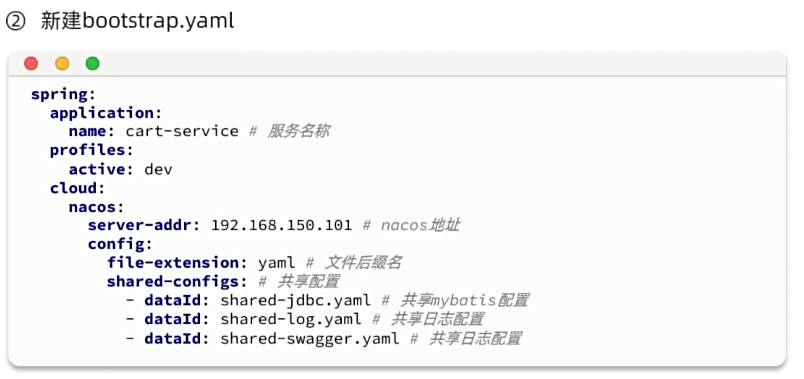 ② 新建bootstrap.yaml
spring:
  application:
    name: cart-service # 服务名称
  profiles:
    active: dev
  cloud:
    nacos:
      server-addr: 192.168.150.101 # nacos地址
      config:
        file-extension: yaml # 文件后缀名
        shared-configs: # 共享配置
          - dataId: shared-jdbc.yaml # 共享mybatis配置
          - dataId: shared-log.yaml # 共享日志配置
          - dataId: shared-swagger.yaml # 共享日志配置